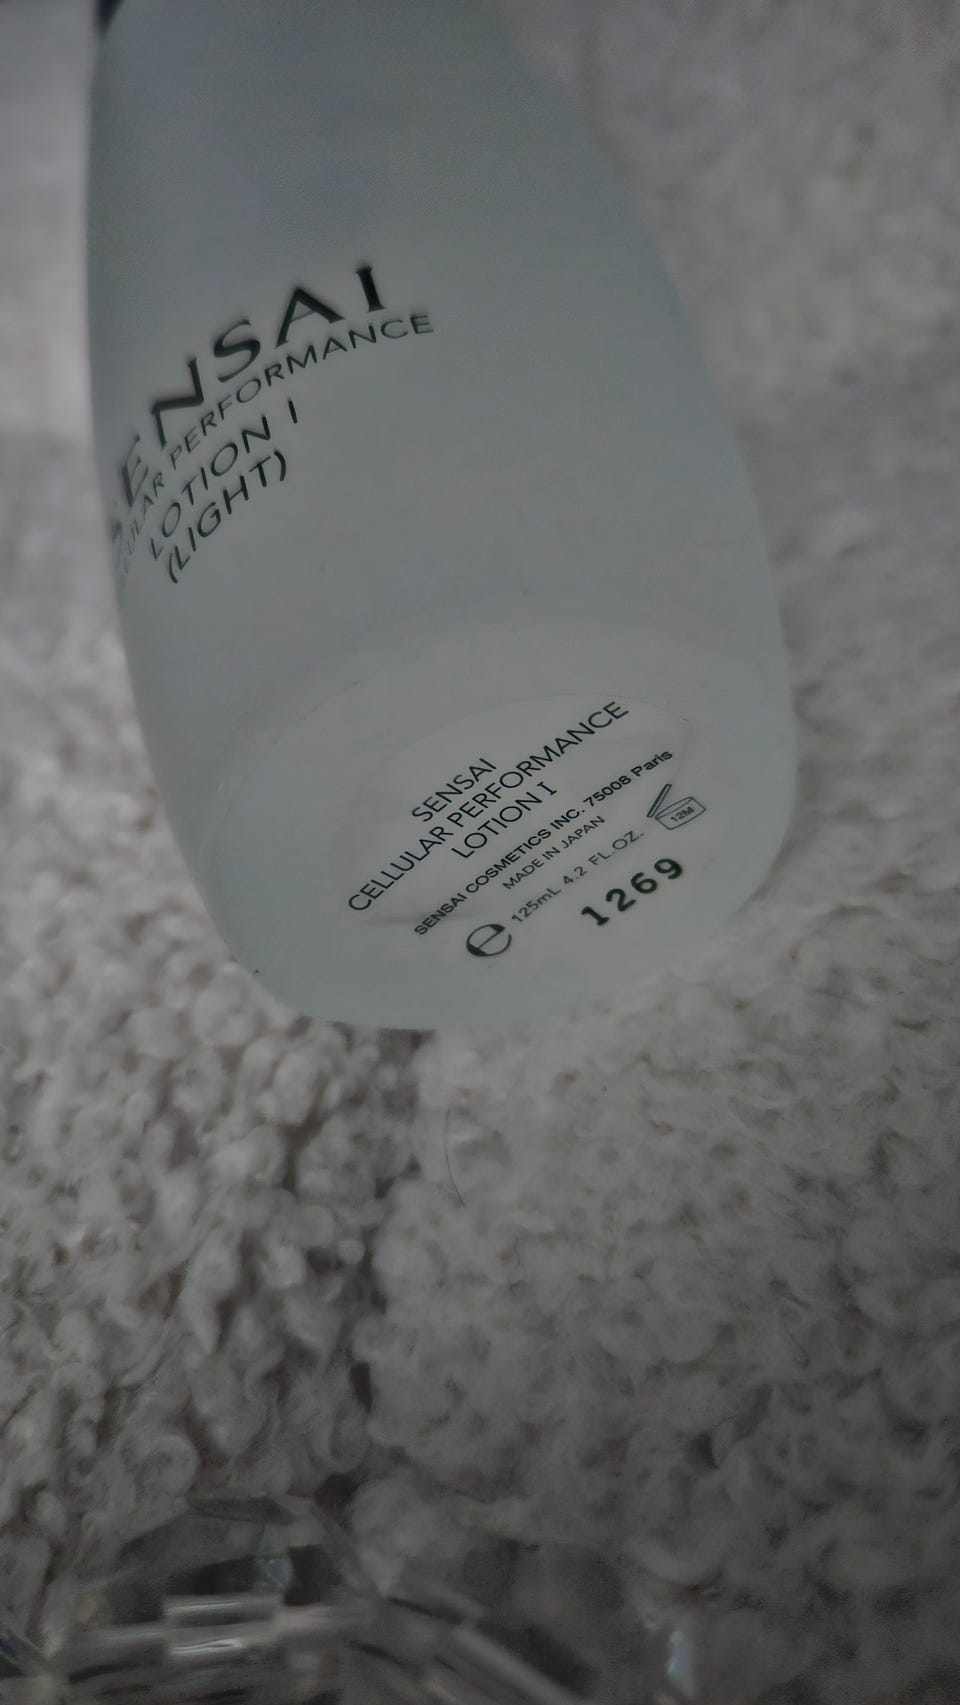 SENSAI
CELLULAR PERFORMANCE
LOTION I
(LIGHT)
SENSAI
CELLULAR PERFORMANCE
LOTION I
SENSAI COSMETICS INC. 75008 Paris
MADE IN JAPAN
e 125mL 4.2 FL.OZ.
12M
1269